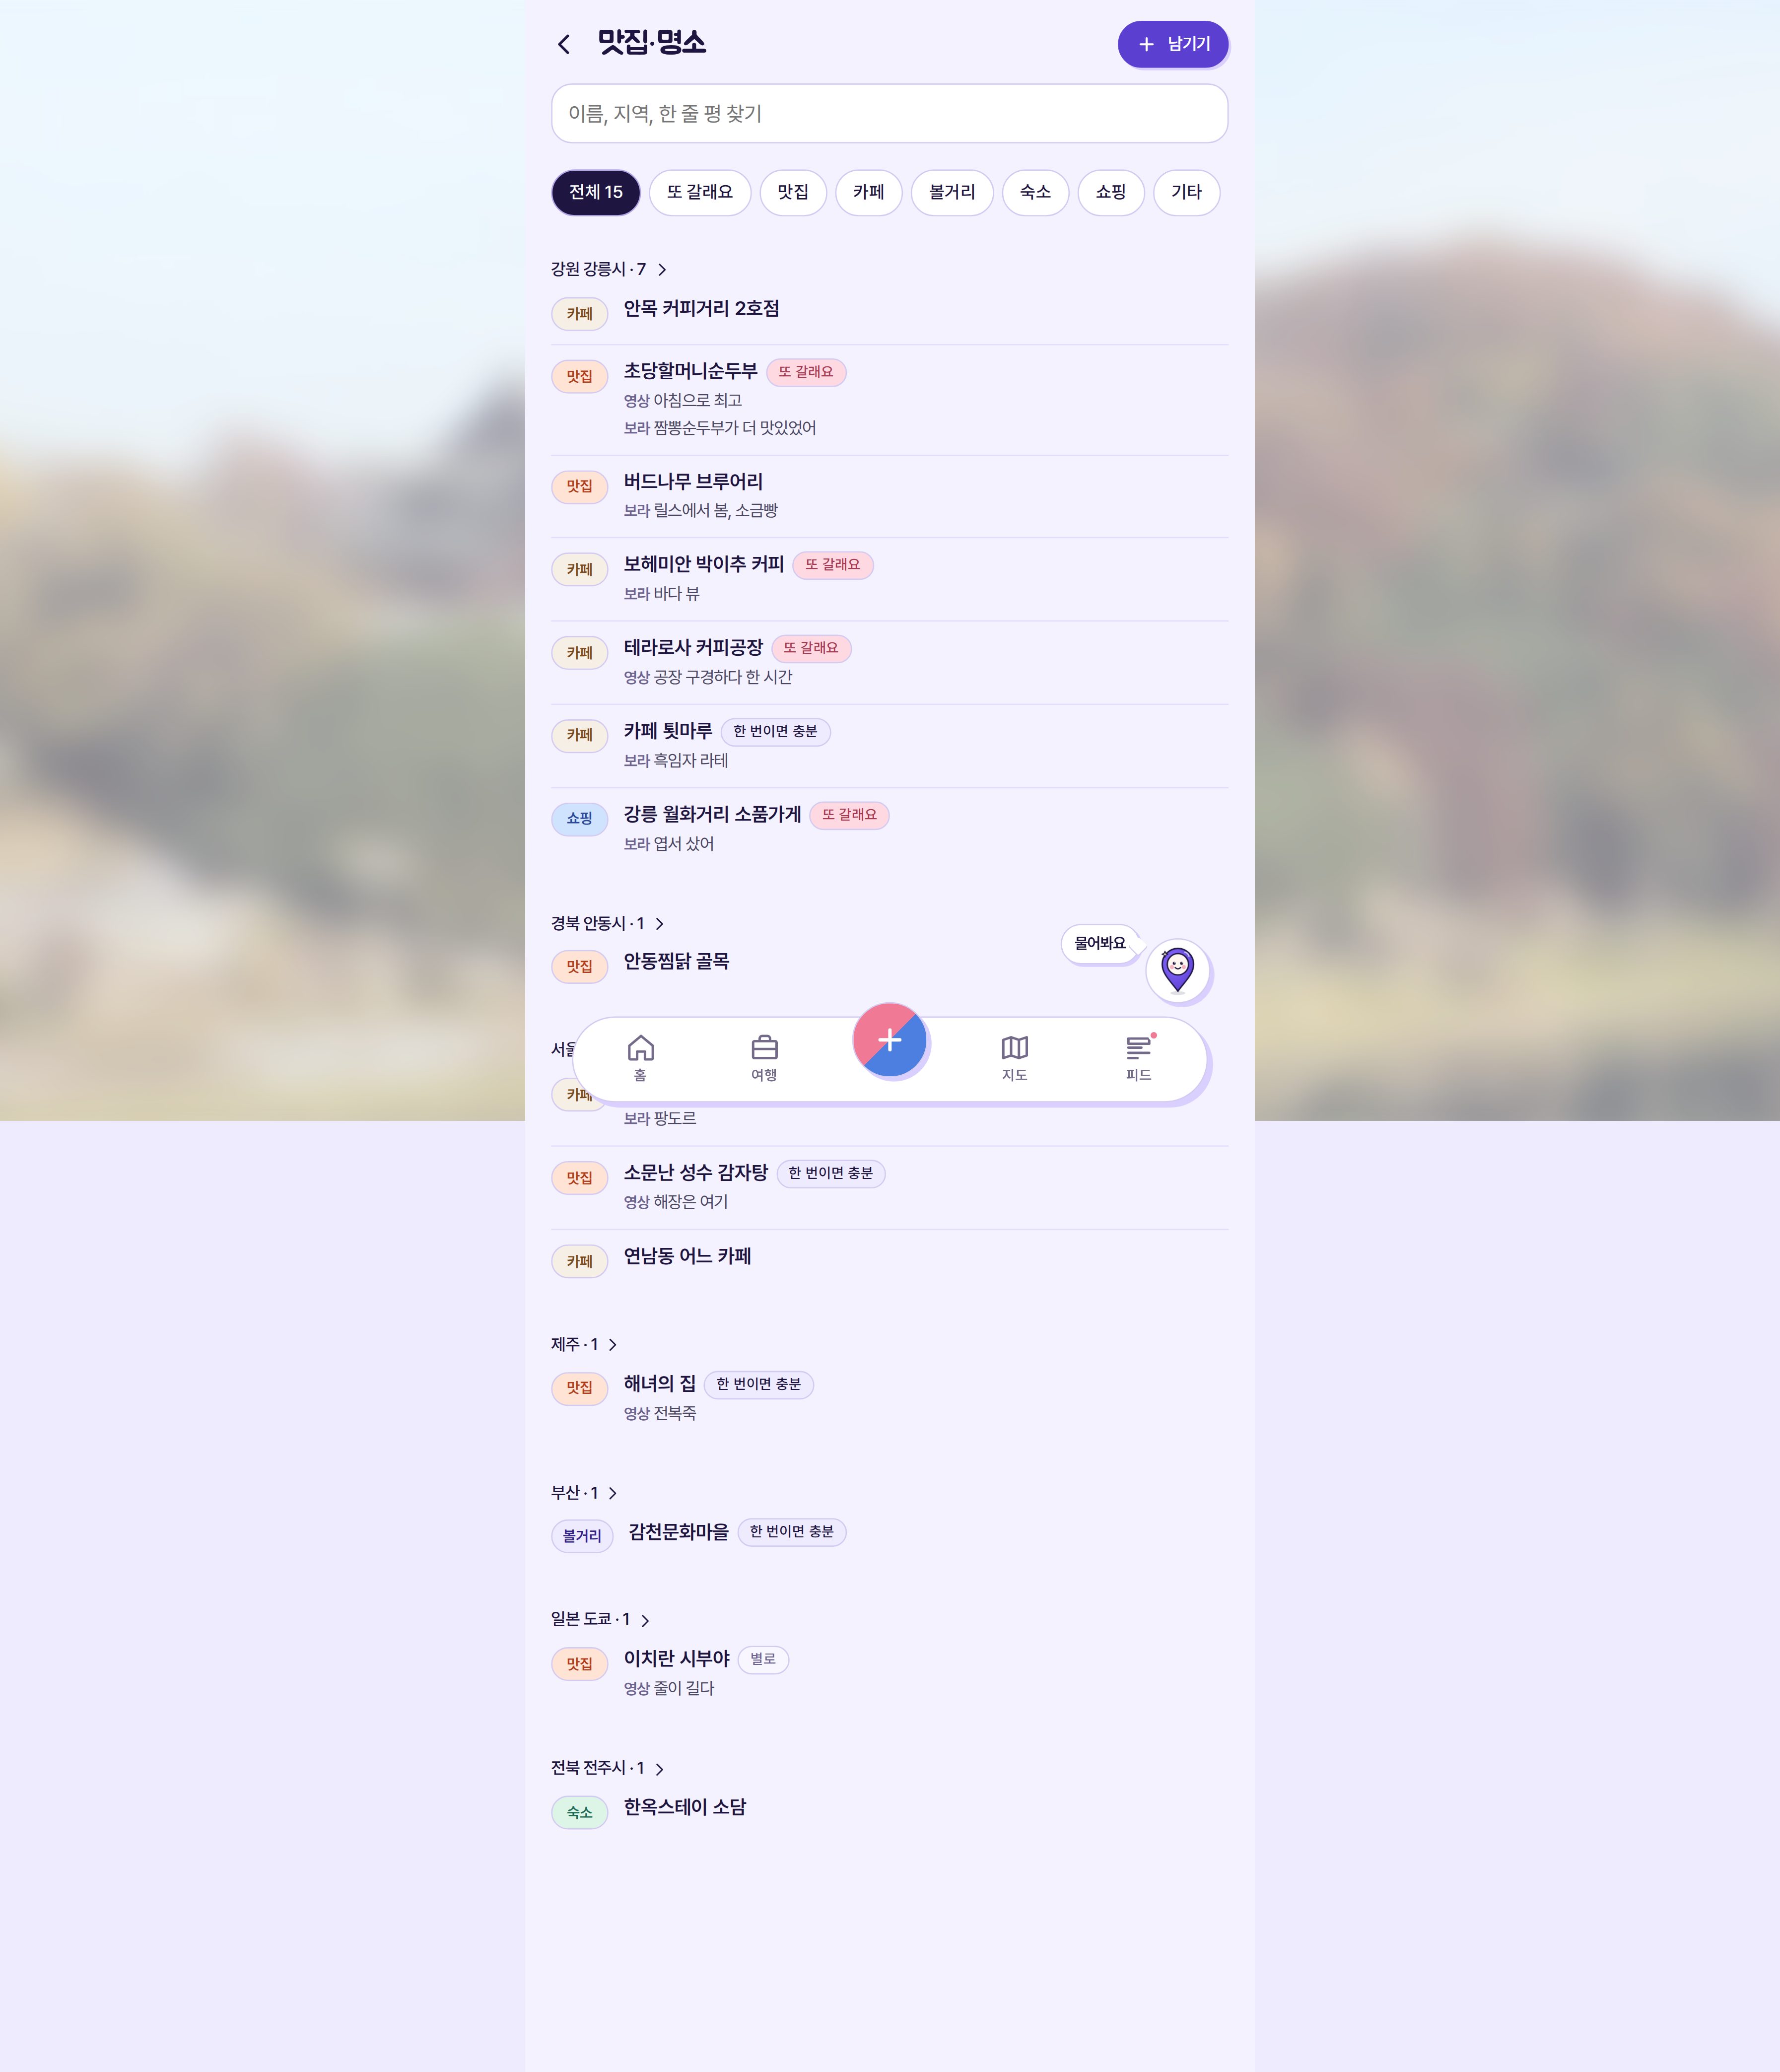 맛집·명소
+ 남기기
이름, 지역, 한 줄 평 찾기
전체 15 또 갈래요 맛집 카페 볼거리 숙소 쇼핑 기타
강원 강릉시 · 7
카페 안목 커피거리 2호점
맛집 초당할머니순두부 또 갈래요
영상 아침으로 최고
보라 짬뽕순두부가 더 맛있었어
맛집 버드나무 브루어리
보라 릴스에서 봄, 소금빵
카페 보헤미안 박이추 커피 또 갈래요
보라 바다 뷰
카페 테라로사 커피공장 또 갈래요
영상 공장 구경하다 한 시간
카페 카페 툇마루 한 번이면 충분
보라 흑임자 라테
쇼핑 강릉 월화거리 소품가게 또 갈래요
보라 엽서 샀어
경북 안동시 · 1
물어봐요
맛집 안동찜닭 골목
홈 여행 지도 피드
카페
보라 팡도르
맛집 소문난 성수 감자탕 한 번이면 충분
영상 해장은 여기
카페 연남동 어느 카페
제주 · 1
맛집 해녀의 집 한 번이면 충분
영상 전복죽
부산 · 1
볼거리 감천문화마을 한 번이면 충분
일본 도쿄 · 1
맛집 이치란 시부야 별로
영상 줄이 길다
전북 전주시 · 1
숙소 한옥스테이 소담